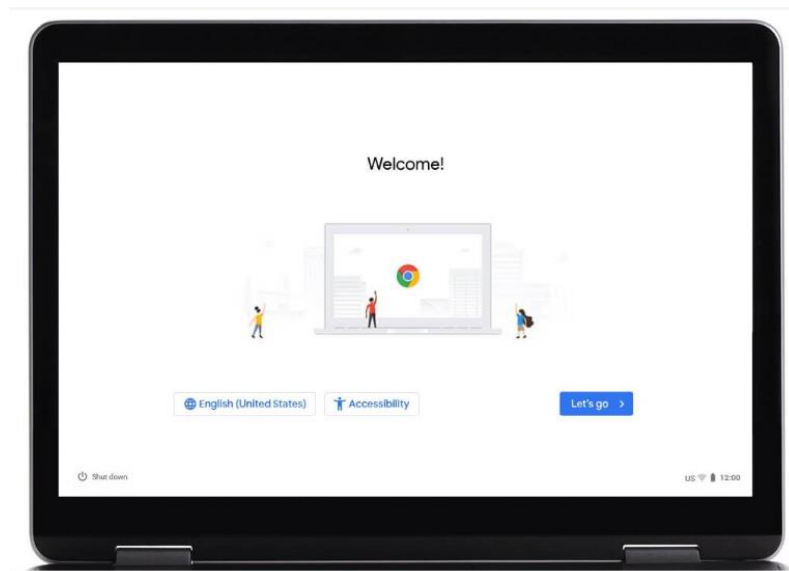 Welcome!
English (United States)
Accessibility
Let's go
Shut down
US
12:00